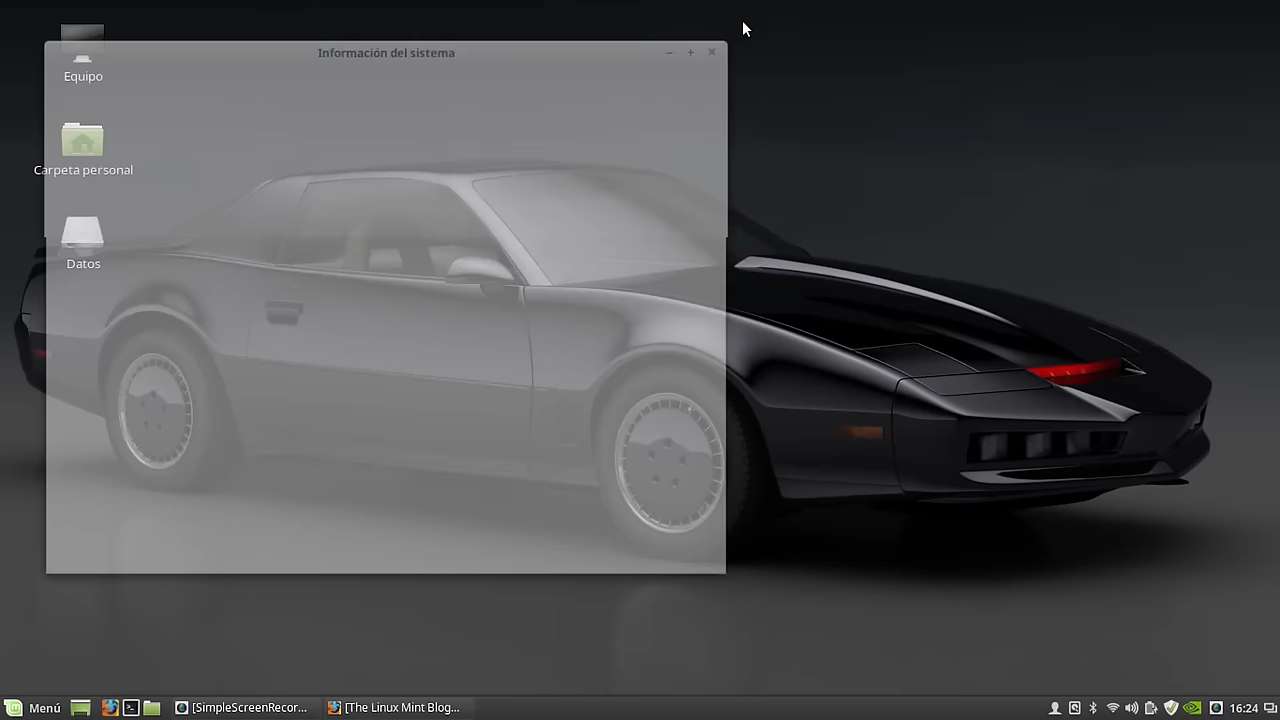 Información del sistema
Equipo
Carpeta personal
Datos
Menú
[SimpleScreenRecor...
[The Linux Mint Blog...
16:24